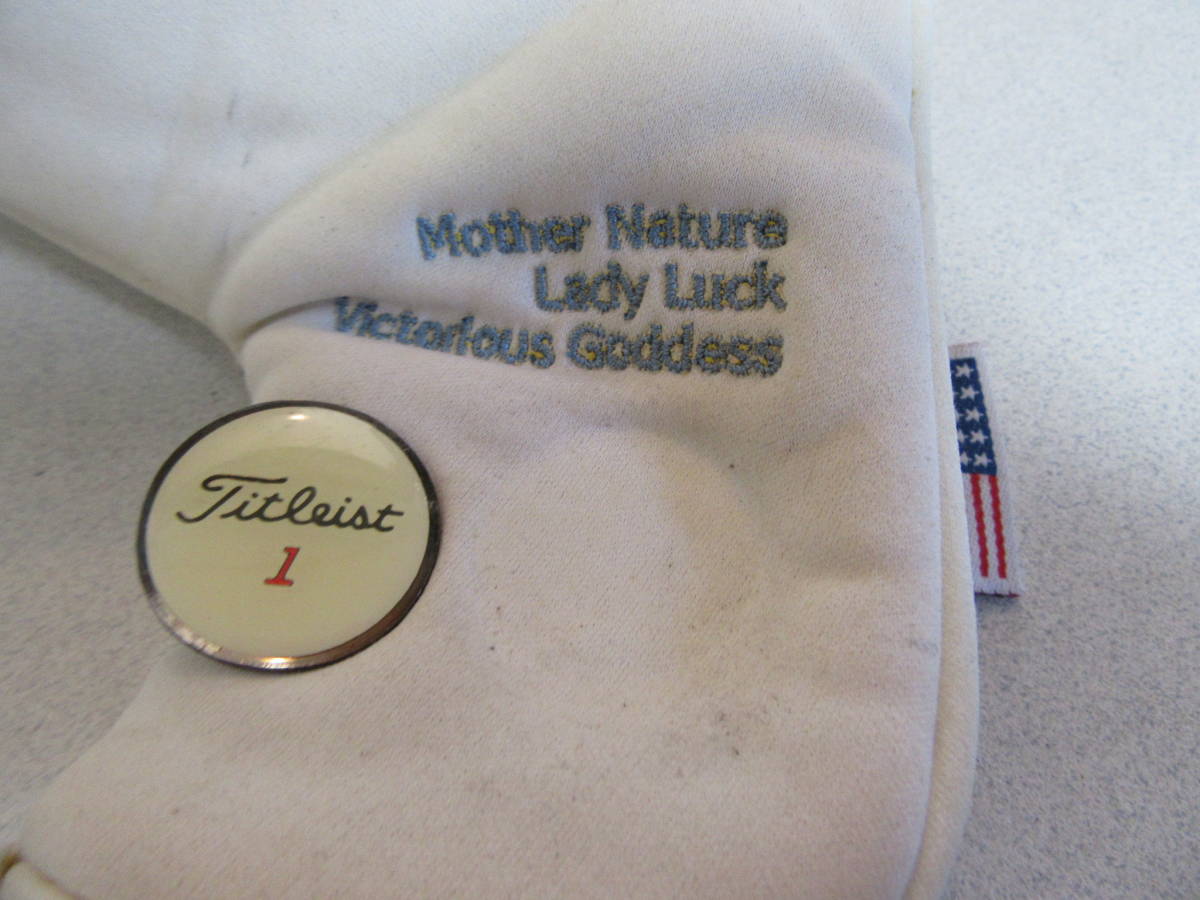 Mother Nature
Lady Luck
Victorious Goddess
Titleist
1